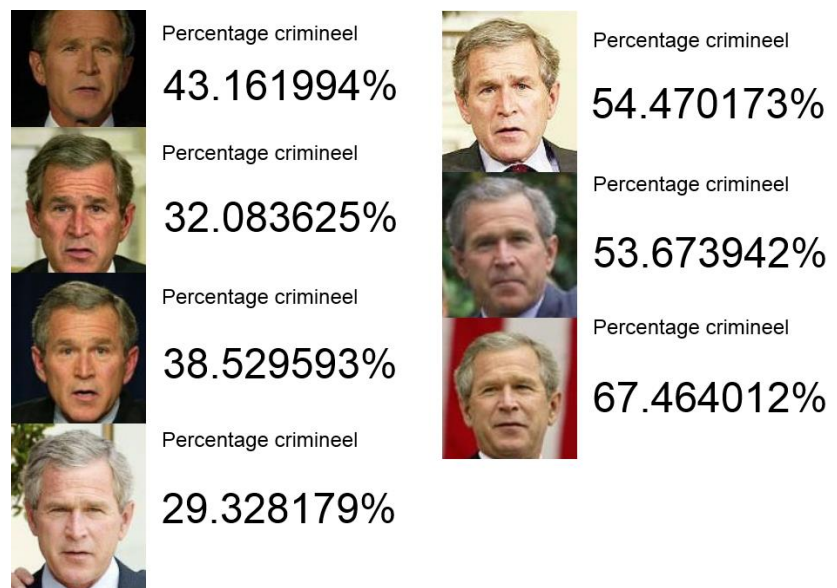 Percentage crimineel
43.161994%
Percentage crimineel
32.083625%
Percentage crimineel
38.529593%
Percentage crimineel
29.328179%
Percentage crimineel
54.470173%
Percentage crimineel
53.673942%
Percentage crimineel
67.464012%